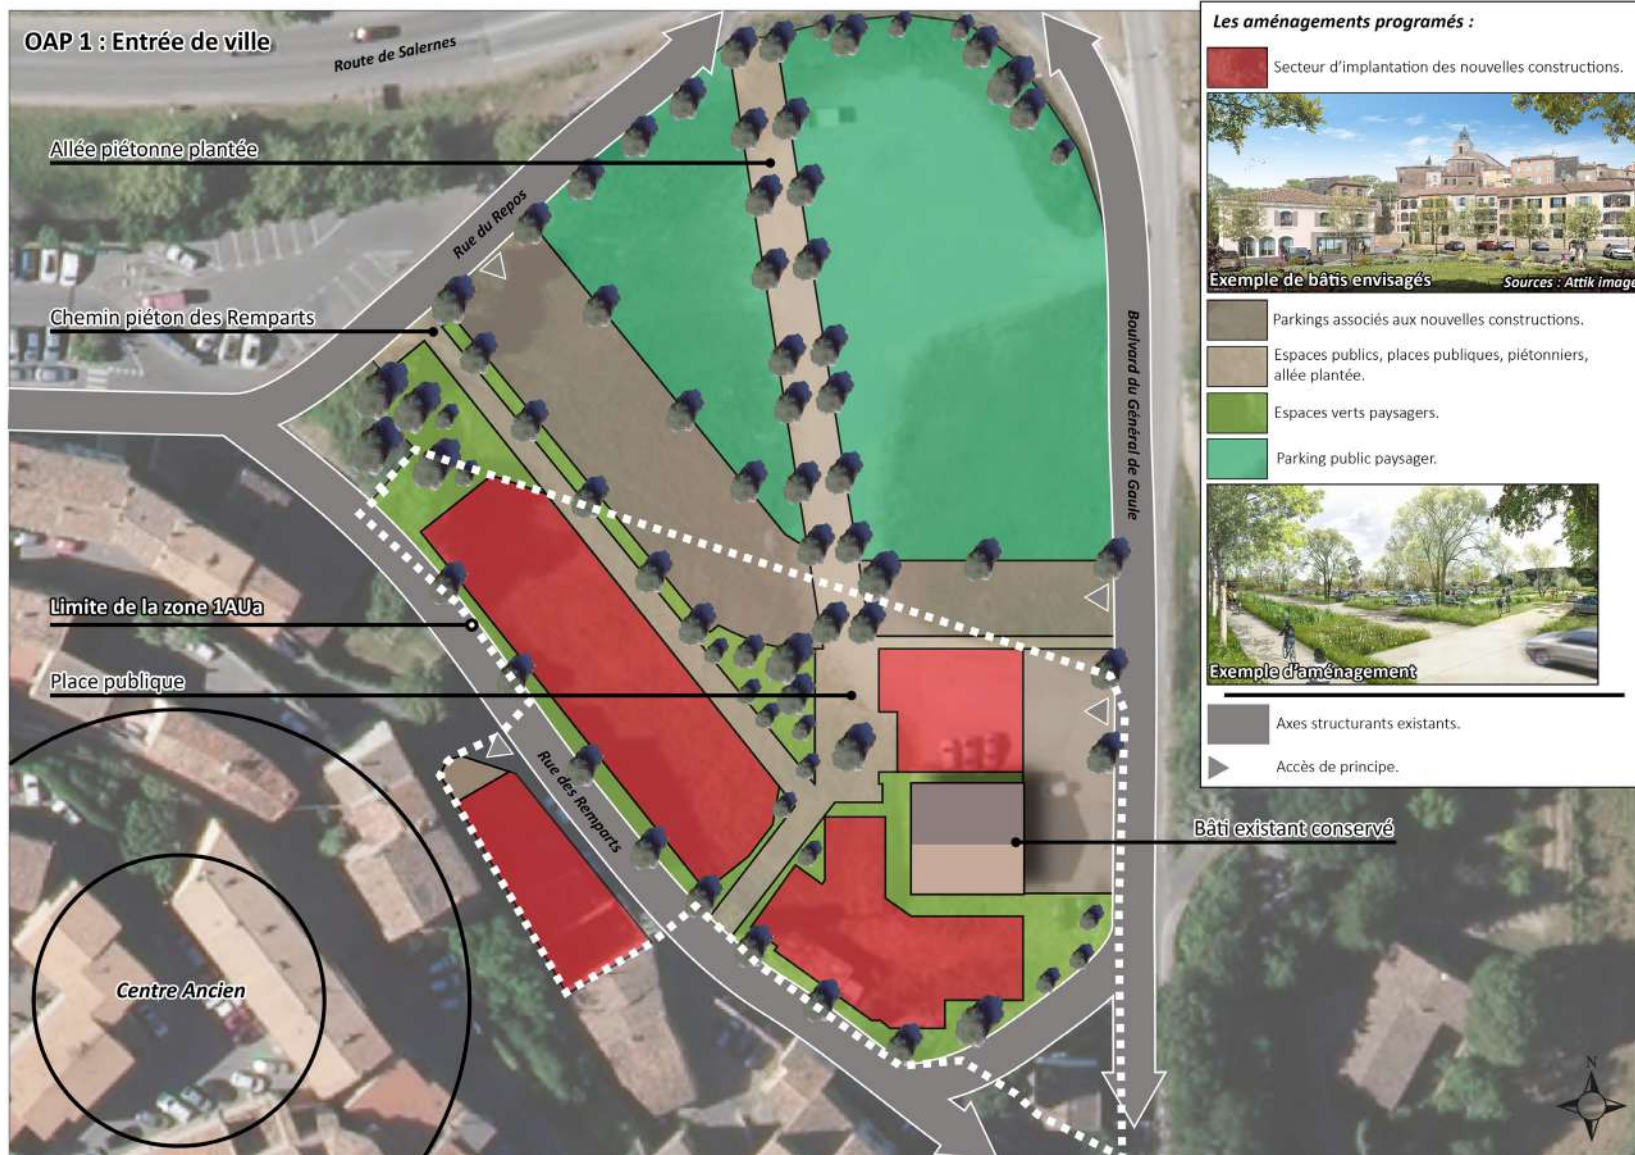 OAP 1 : Entrée de ville
Route de Salernes
Allée piétonne plantée
Rue du Repos
Chemin piéton des Remparts
Boulvard du Général de Gaule
Limite de la zone 1AUa
Place publique
Rue des Remparts
Bâti existant conservé
Centre Ancien
Les aménagements programés :
Secteur d'implantation des nouvelles constructions.
Exemple de bâtis envisagés
Sources : Attik image
Parkings associés aux nouvelles constructions.
Espaces publics, places publiques, piétonniers,
allée plantée.
Espaces verts paysagers.
Parking public paysager.
Exemple d'aménagement
Axes structurants existants.
Accès de principe.
N